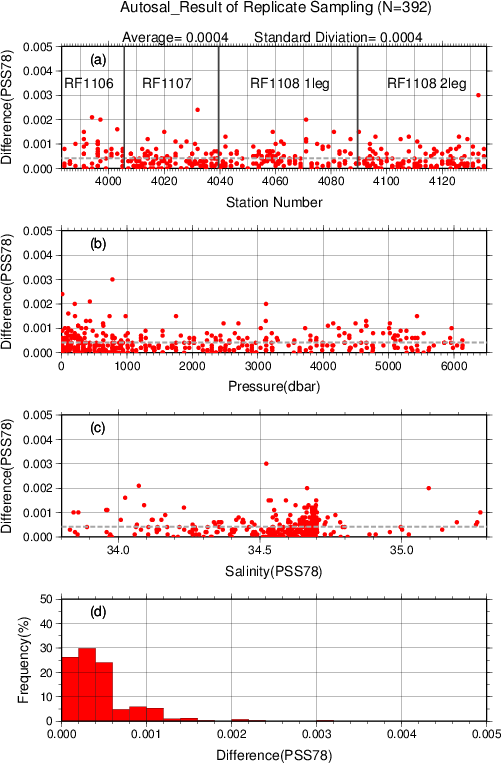 Autosal_Result of Replicate Sampling (N=392)
Average= 0.0004 Standard Diviation= 0.0004
Difference(PSS78)
0.005
0.004
0.003
0.002
0.001
0.000
(a)
RF1106 RF1107 RF1108 1leg RF1108 2leg
4000 4020 4040 4060 4080 4100 4120
Station Number
Difference(PSS78)
0.005
0.004
0.003
0.002
0.001
0.000
(b)
0 1000 2000 3000 4000 5000 6000
Pressure(dbar)
Difference(PSS78)
0.005
0.004
0.003
0.002
0.001
0.000
(c)
34.0 34.5 35.0
Salinity(PSS78)
Frequency(%)
50
40
30
20
10
0
(d)
0.000 0.001 0.002 0.003 0.004 0.005
Difference(PSS78)